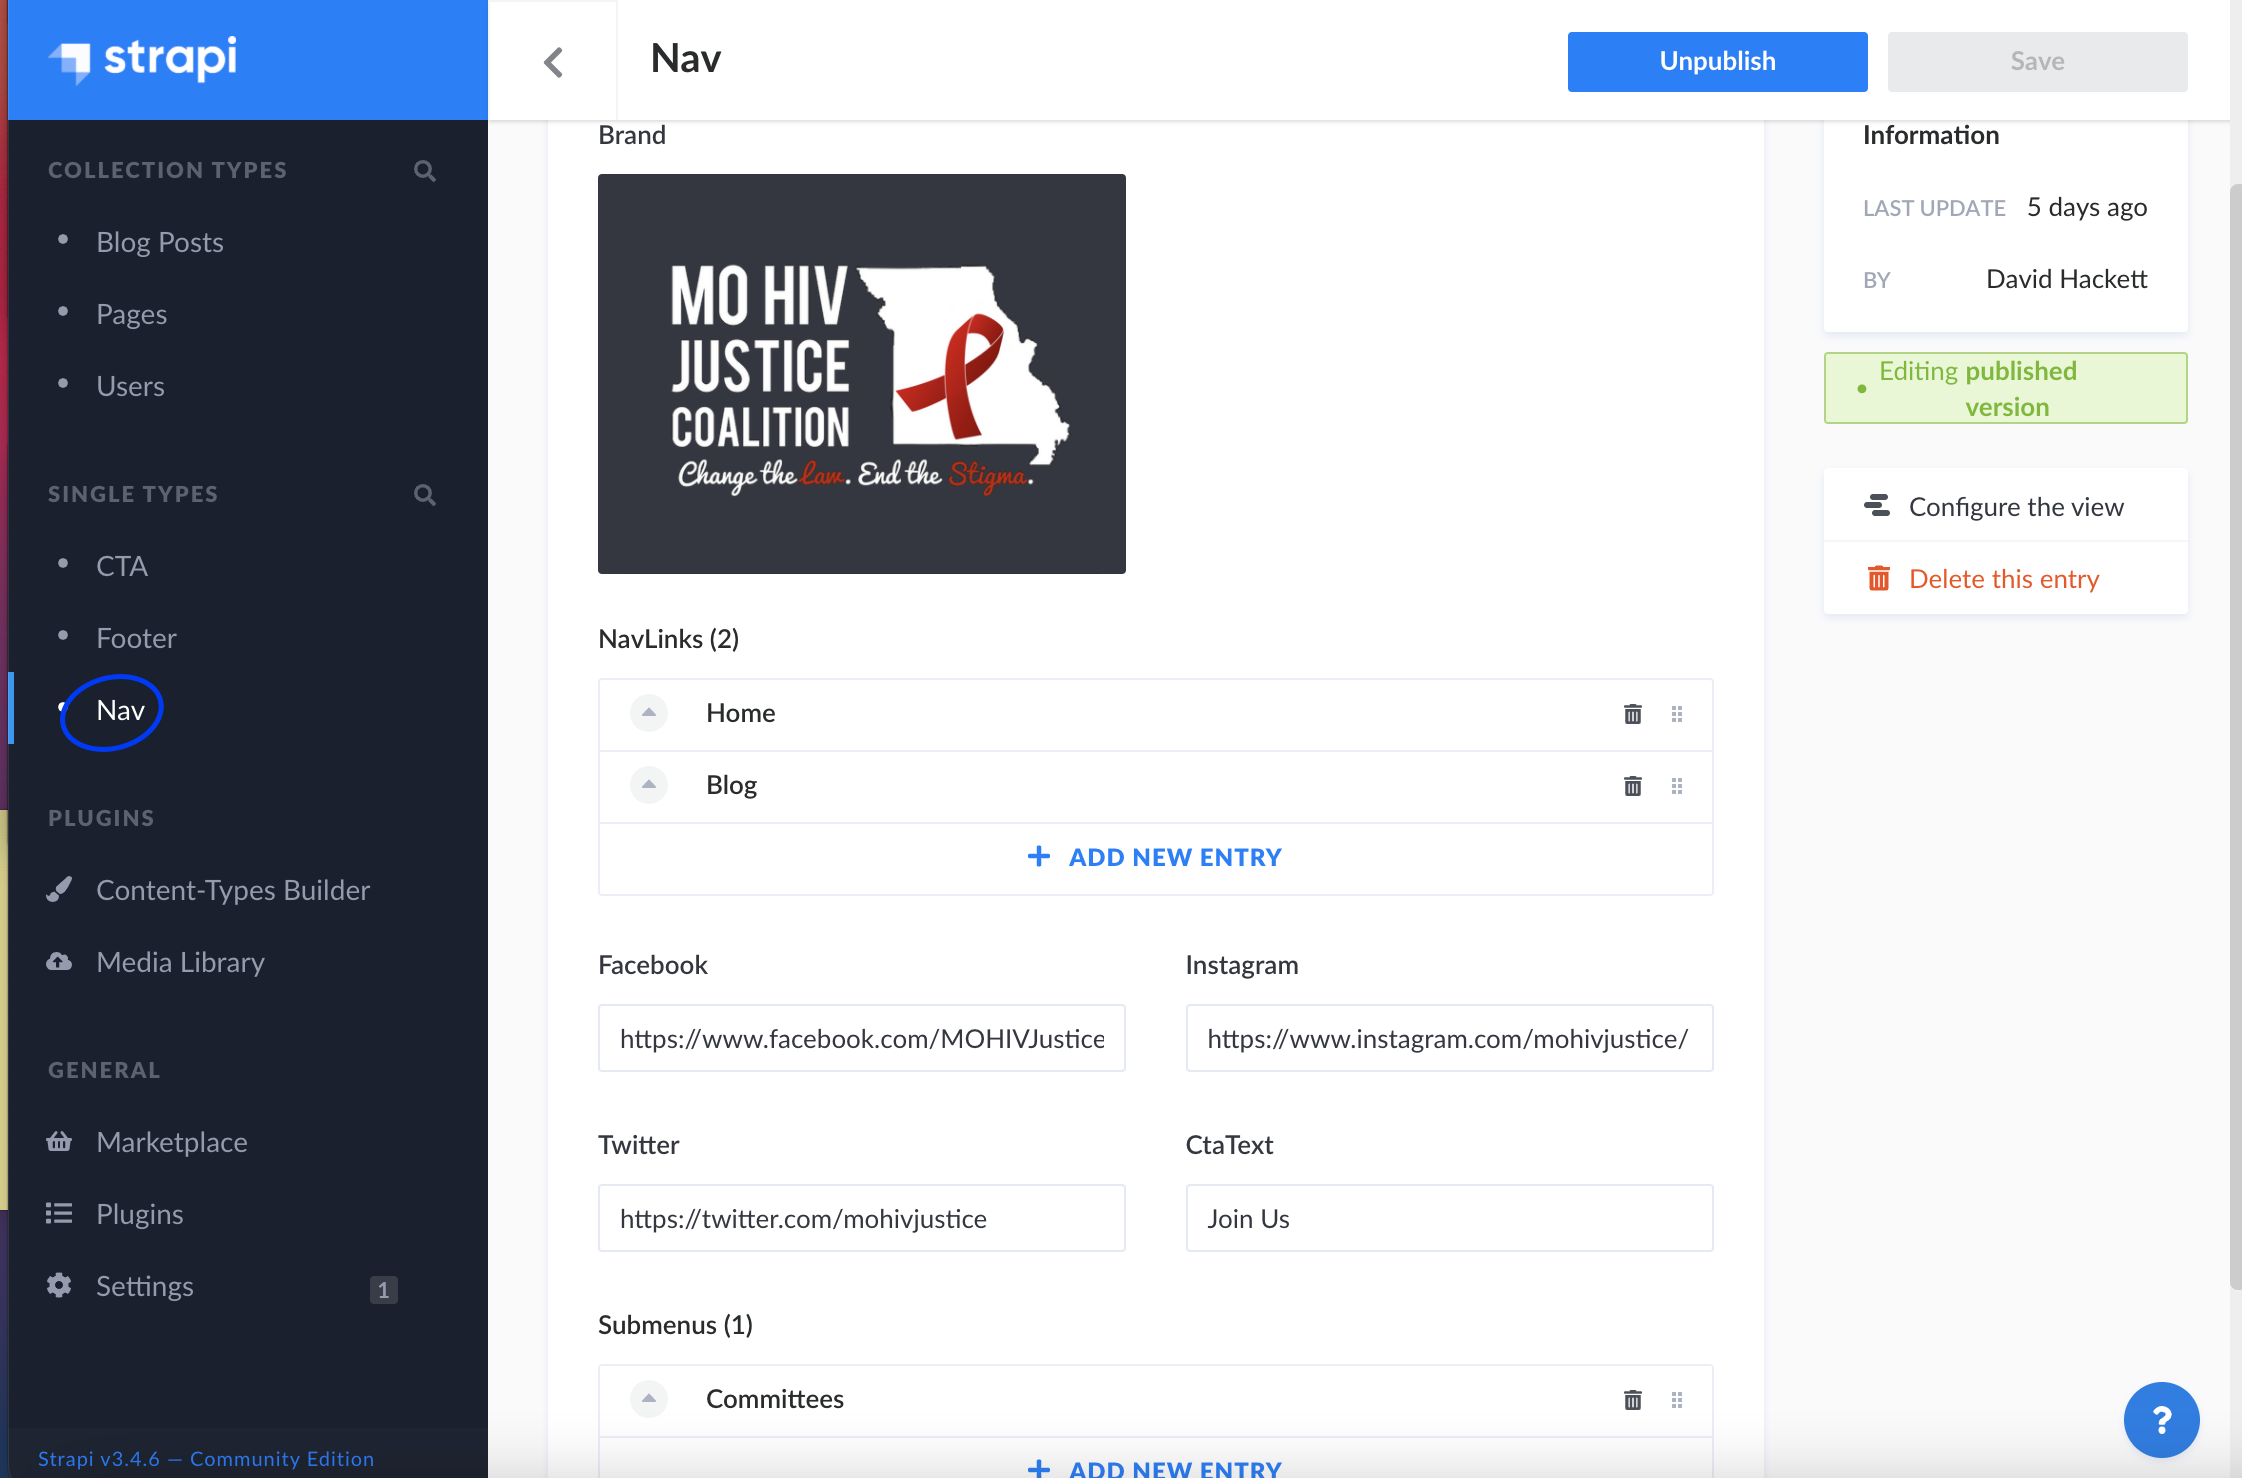 strapi
Nav
Unpublish
Save
COLLECTION TYPES
Blog Posts
Pages
Users
SINGLE TYPES
CTA
Footer
Nav
PLUGINS
Content-Types Builder
Media Library
GENERAL
Marketplace
Plugins
Settings
1
Strapi v3.4.6 — Community Edition
Brand
MO HIV
JUSTICE
COALITION
Change the Law. End the Stigma.
NavLinks (2)
Home
Blog
ADD NEW ENTRY
Facebook
Instagram
https://www.facebook.com/MOHIVJustice
https://www.instagram.com/mohivjustice/
Twitter
CtaText
https://twitter.com/mohivjustice
Join Us
Submenus (1)
Committees
ADD NEW ENTRY
Information
LAST UPDATE 5 days ago
BY David Hackett
Editing published
version
Configure the view
Delete this entry
?